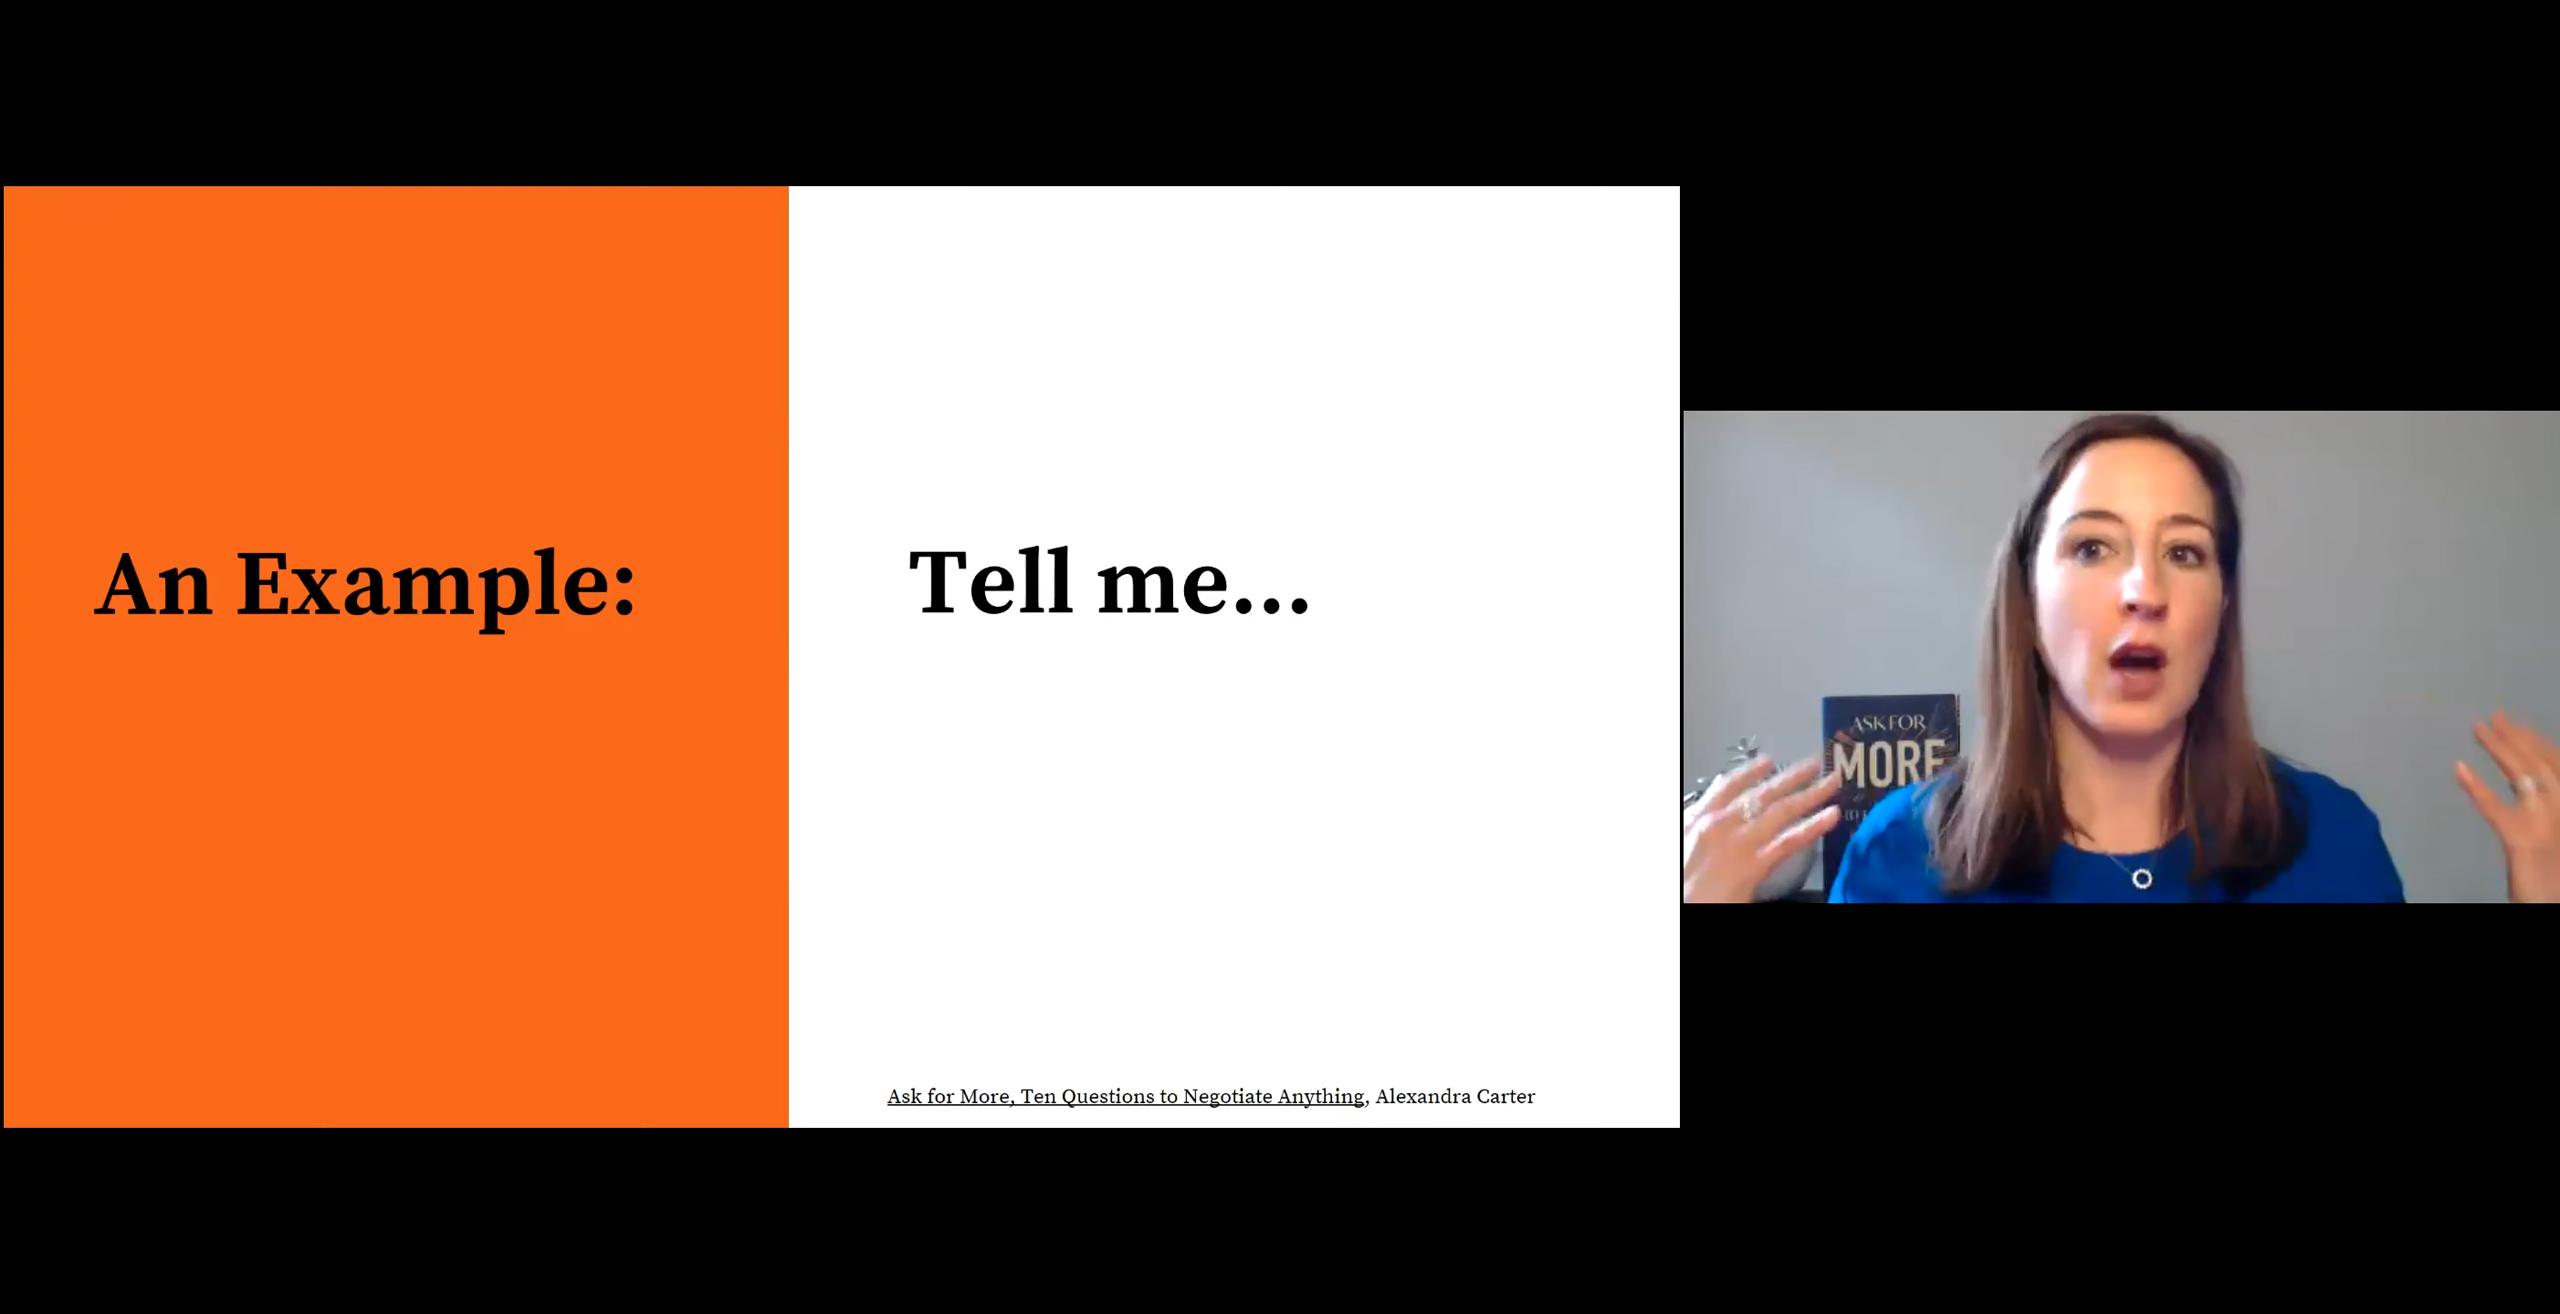 An Example:
Tell me...
Ask for More, Ten Questions to Negotiate Anything, Alexandra Carter
ASK FOR
MORE